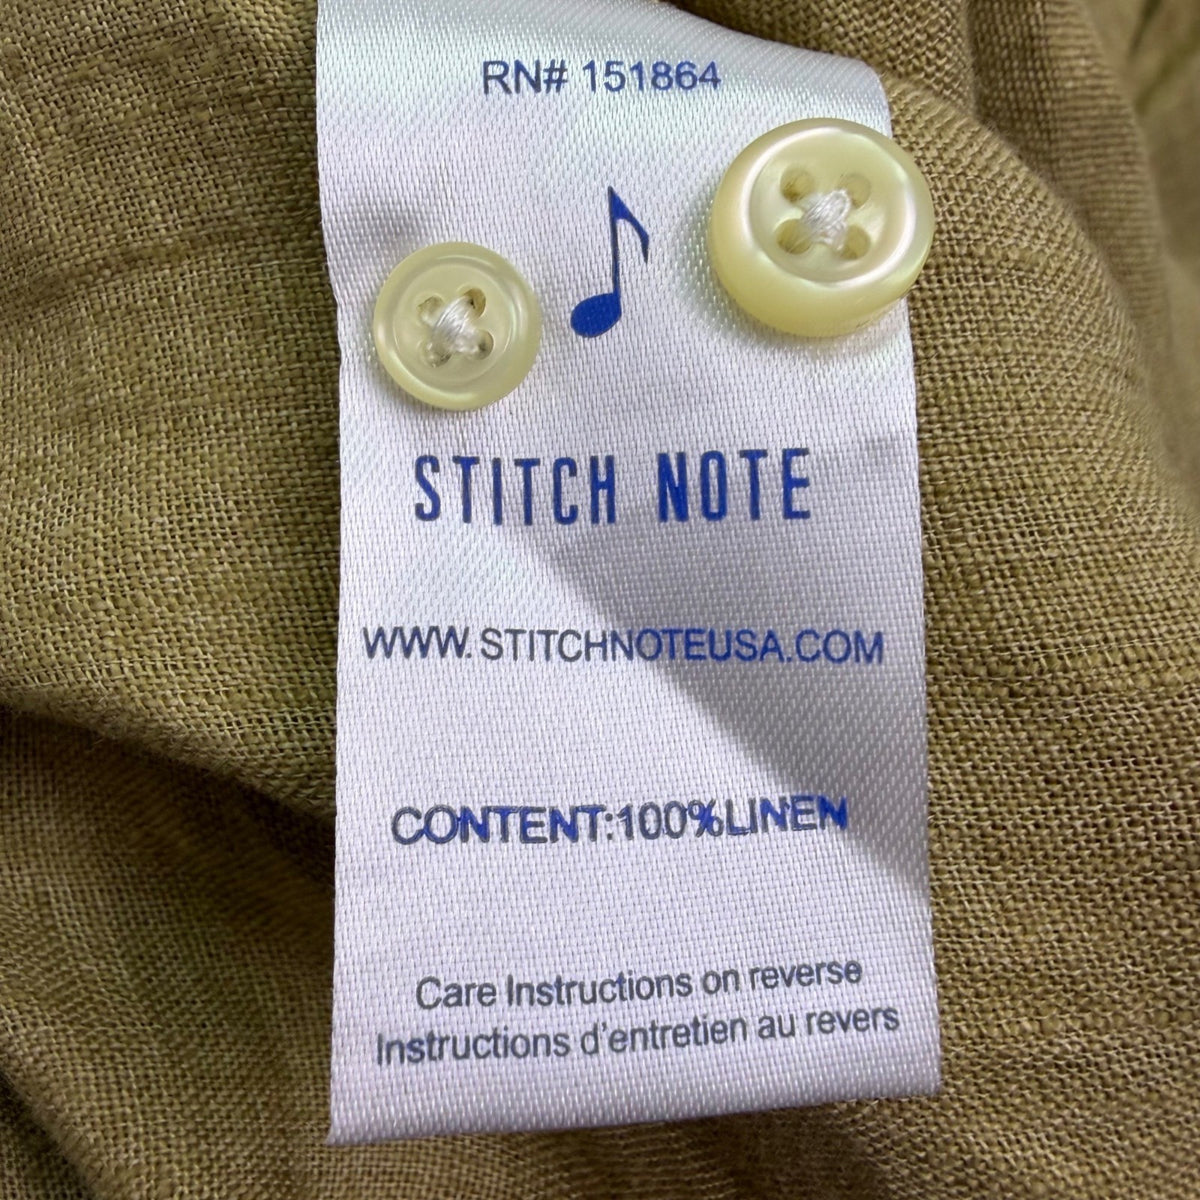 RN# 151864
STITCH NOTE
WWW.STITCHNOTEUSA.COM
CONTENT:100%LINEN
Care Instructions on reverse
Instructions d'entretien au revers